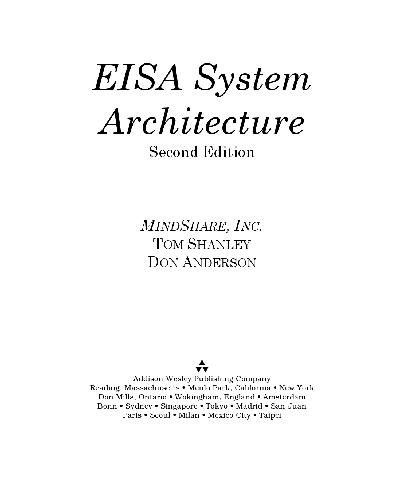 EISA System
Architecture
Second Edition
MINDSHARE, INC.
TOM SHANLEY
DON ANDERSON
Addison Wesley Publishing Company
Reading, Massachusetts • Menlo Park, California • New York
Don Mills, Ontario • Wokingham, England • Amsterdam
Bonn • Sydney • Singapore • Tokyo • Madrid • San Juan
Paris • Seoul • Milan • Mexico City • Taipei